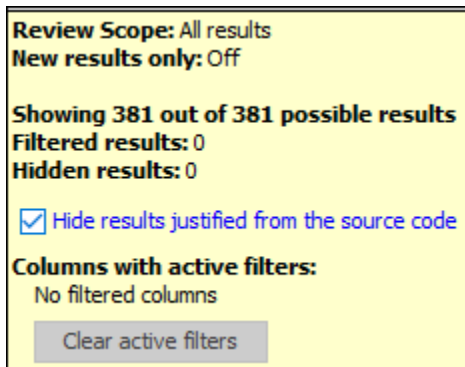 Review Scope: All results
New results only: Off
Showing 381 out of 381 possible results
Filtered results: 0
Hidden results: 0
Hide results justified from the source code
Columns with active filters:
No filtered columns
Clear active filters